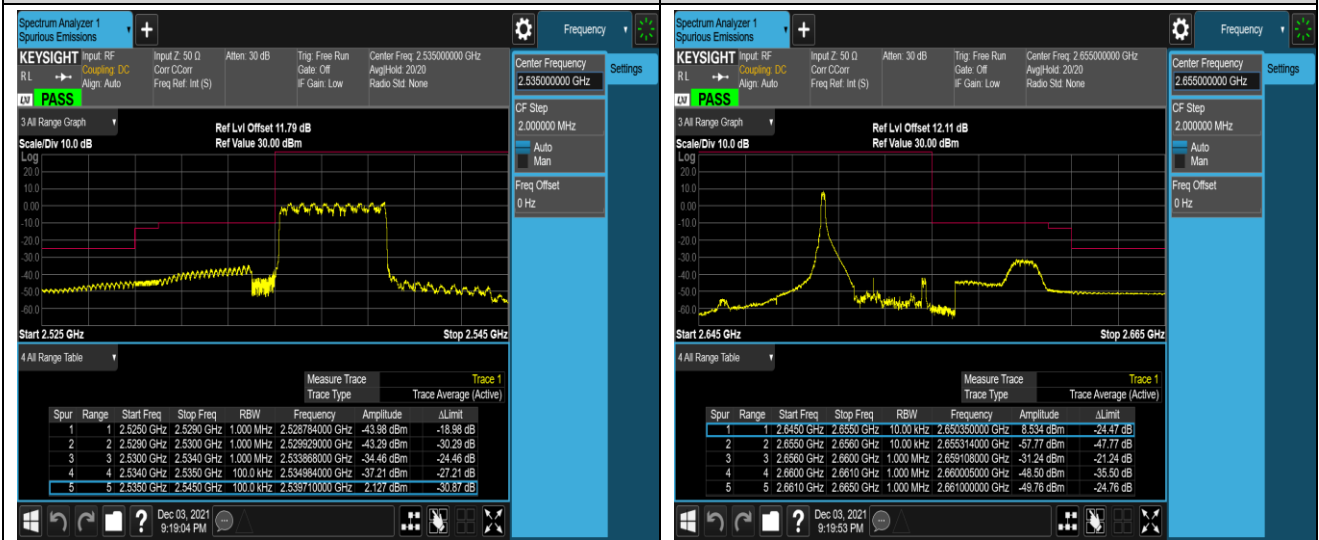 Spectrum Analyzer 1
Spurious Emissions
+
Frequency
KEYSIGHT Input: RF Input Z: 50 Ω Atten: 30 dB Trig: Free Run Center Freq: 2.535000000 GHz
RL Coupling: DC Corr CCorr Gate: Off Avg|Hold: 20/20
Align: Auto Freq Ref: Int (S) IF Gain: Low Radio Std: None
LXI PASS
Center Frequency
2.535000000 GHz
Settings
CF Step
2.000000 MHz
Auto
Man
Freq Offset
0 Hz
3 All Range Graph
Ref Lvl Offset 11.79 dB
Scale/Div 10.0 dB Ref Value 30.00 dBm
Log
20.0
10.0
0.00
-10.0
-20.0
-30.0
-40.0
-50.0
-60.0
Start 2.525 GHz Stop 2.545 GHz
4 All Range Table
Measure Trace Trace 1
Trace Type Trace Average (Active)
Spur Range Start Freq Stop Freq RBW Frequency Amplitude ΔLimit
1 1 2.5250 GHz 2.5290 GHz 1.000 MHz 2.528784000 GHz -43.98 dBm -18.98 dB
2 2 2.5290 GHz 2.5300 GHz 1.000 MHz 2.529929000 GHz -43.29 dBm -30.29 dB
3 3 2.5300 GHz 2.5340 GHz 1.000 MHz 2.533868000 GHz -34.46 dBm -24.46 dB
4 4 2.5340 GHz 2.5350 GHz 100.0 kHz 2.534984000 GHz -37.21 dBm -27.21 dB
5 5 2.5350 GHz 2.5450 GHz 100.0 kHz 2.539710000 GHz 2.127 dBm -30.87 dB
?
Dec 03, 2021
9:19:04 PM
Spectrum Analyzer 1
Spurious Emissions
+
Frequency
KEYSIGHT Input: RF Input Z: 50 Ω Atten: 30 dB Trig: Free Run Center Freq: 2.655000000 GHz
RL Coupling: DC Corr CCorr Gate: Off Avg|Hold: 20/20
Align: Auto Freq Ref: Int (S) IF Gain: Low Radio Std: None
LXI PASS
Center Frequency
2.655000000 GHz
Settings
CF Step
2.000000 MHz
Auto
Man
Freq Offset
0 Hz
3 All Range Graph
Ref Lvl Offset 12.11 dB
Scale/Div 10.0 dB Ref Value 30.00 dBm
Log
20.0
10.0
0.00
-10.0
-20.0
-30.0
-40.0
-50.0
-60.0
Start 2.645 GHz Stop 2.665 GHz
4 All Range Table
Measure Trace Trace 1
Trace Type Trace Average (Active)
Spur Range Start Freq Stop Freq RBW Frequency Amplitude ΔLimit
1 1 2.6450 GHz 2.6550 GHz 10.00 kHz 2.650350000 GHz 8.534 dBm -24.47 dB
2 2 2.6550 GHz 2.6560 GHz 10.00 kHz 2.655314000 GHz -57.77 dBm -47.77 dB
3 3 2.6560 GHz 2.6600 GHz 1.000 MHz 2.659108000 GHz -31.24 dBm -21.24 dB
4 4 2.6600 GHz 2.6610 GHz 1.000 MHz 2.660005000 GHz -48.50 dBm -35.50 dB
5 5 2.6610 GHz 2.6650 GHz 1.000 MHz 2.661000000 GHz -49.76 dBm -24.76 dB
?
Dec 03, 2021
9:19:53 PM